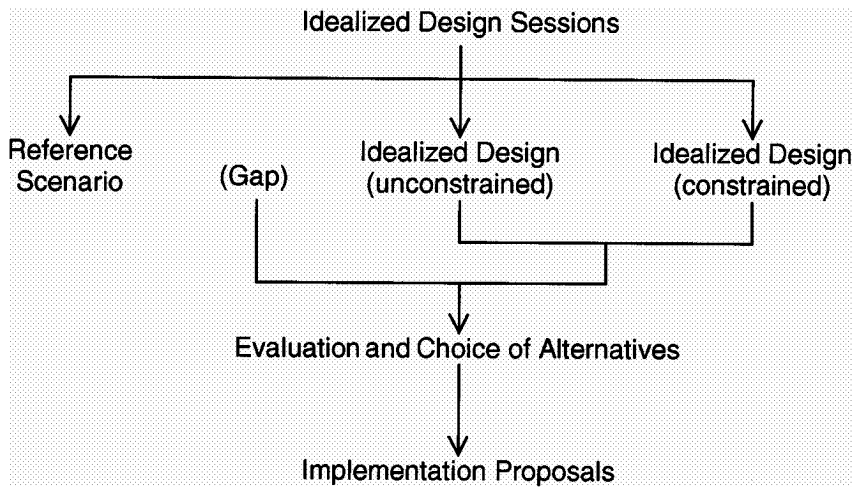 Idealized Design Sessions
Reference
Scenario
(Gap)
Idealized Design
(unconstrained)
Idealized Design
(constrained)
Evaluation and Choice of Alternatives
Implementation Proposals